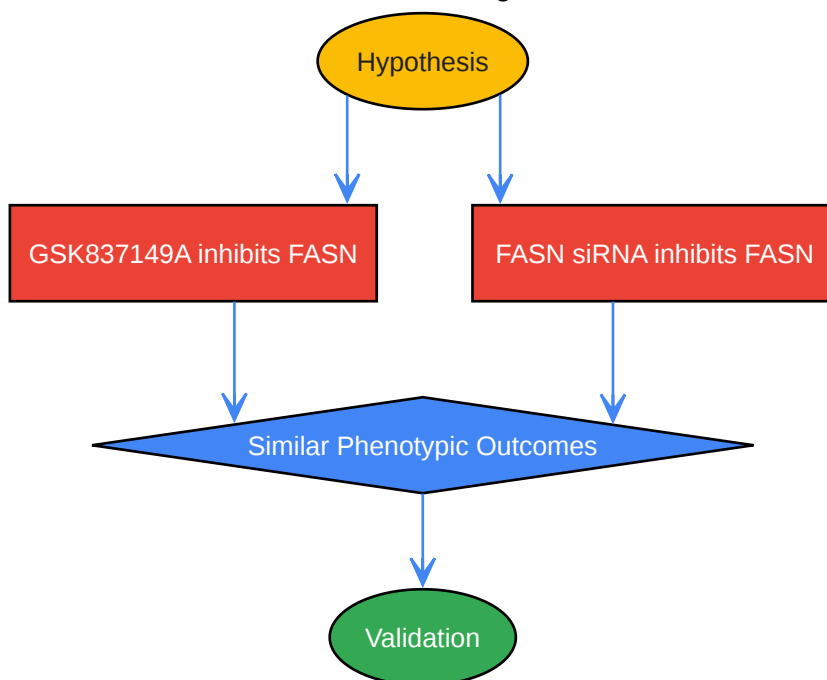 Hypothesis
GSK837149A inhibits FASN
FASN siRNA inhibits FASN
Similar Phenotypic Outcomes
Validation